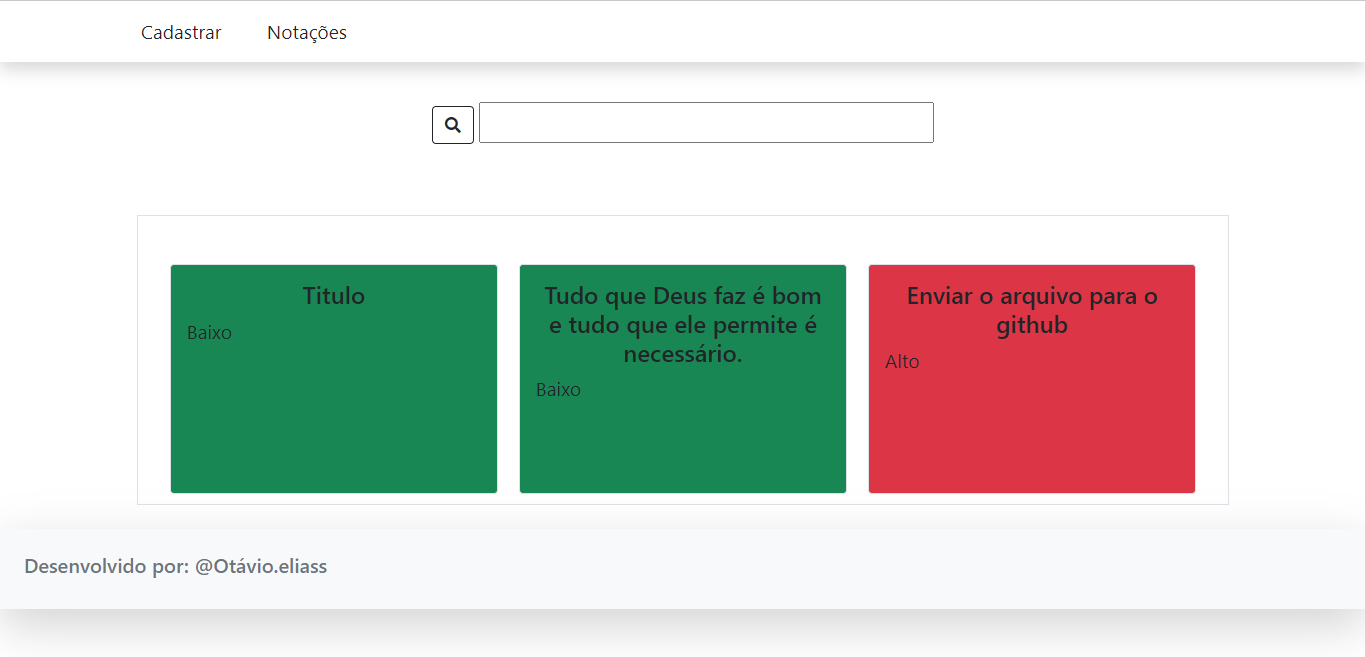 Cadastrar Notações
Titulo
Baixo
Tudo que Deus faz é bom
e tudo que ele permite é
necessário.
Baixo
Enviar o arquivo para o
github
Alto
Desenvolvido por: @Otávio.eliass